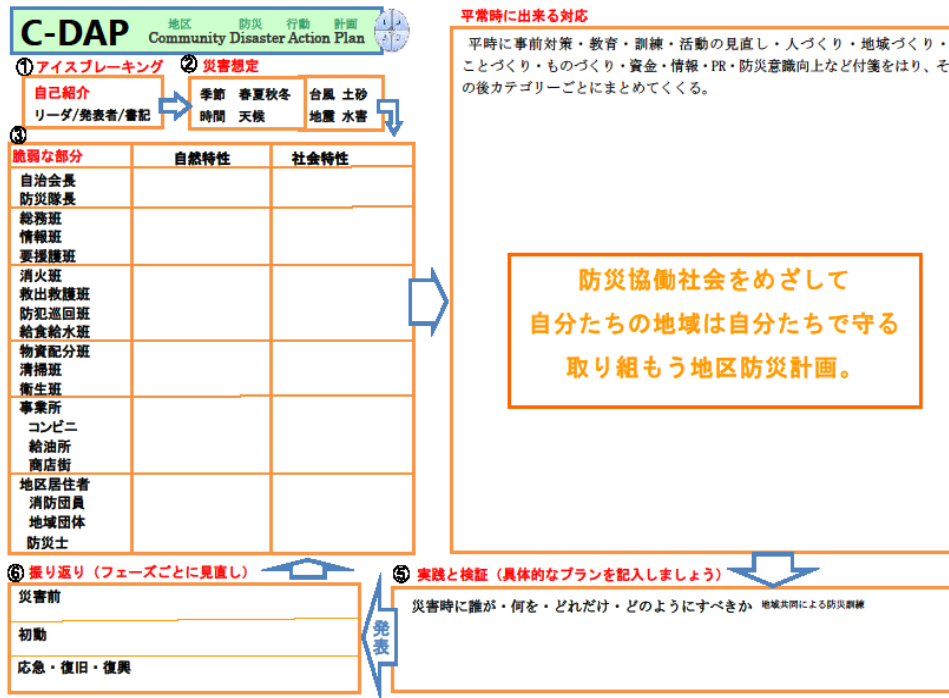 C-DAP
地区 防災 行動 計画
Community Disaster Action Plan
①アイスブレーキング
自己紹介
リーダ/発表者/書記
② 災害想定
季節 春夏秋冬
時間 天候
台風 土砂
地震 水害
③
脆弱な部分 自然特性 社会特性
自治会長
防災隊長
総務班
情報班
要援護班
消火班
救出救護班
防犯巡回班
給食給水班
物資配分班
清掃班
衛生班
事業所
コンビニ
給油所
商店街
地区居住者
消防団員
地域団体
防災士
平常時に出来る対応
平時に事前対策・教育・訓練・活動の見直し・人づくり・地域づくり・
ことづくり・ものづくり・資金・情報・PR・防災意識向上など付箋をはり、そ
の後カテゴリーごとにまとめてくくる。
防災協働社会をめざして
自分たちの地域は自分たちで守る
取り組もう地区防災計画。
⑤ 実践と検証（具体的なプランを記入しましょう）
災害時に誰が・何を・どれだけ・どのようにすべきか 地域共同による防災訓練
発表
⑥ 振り返り（フェーズごとに見直し）
災害前
初動
応急・復旧・復興